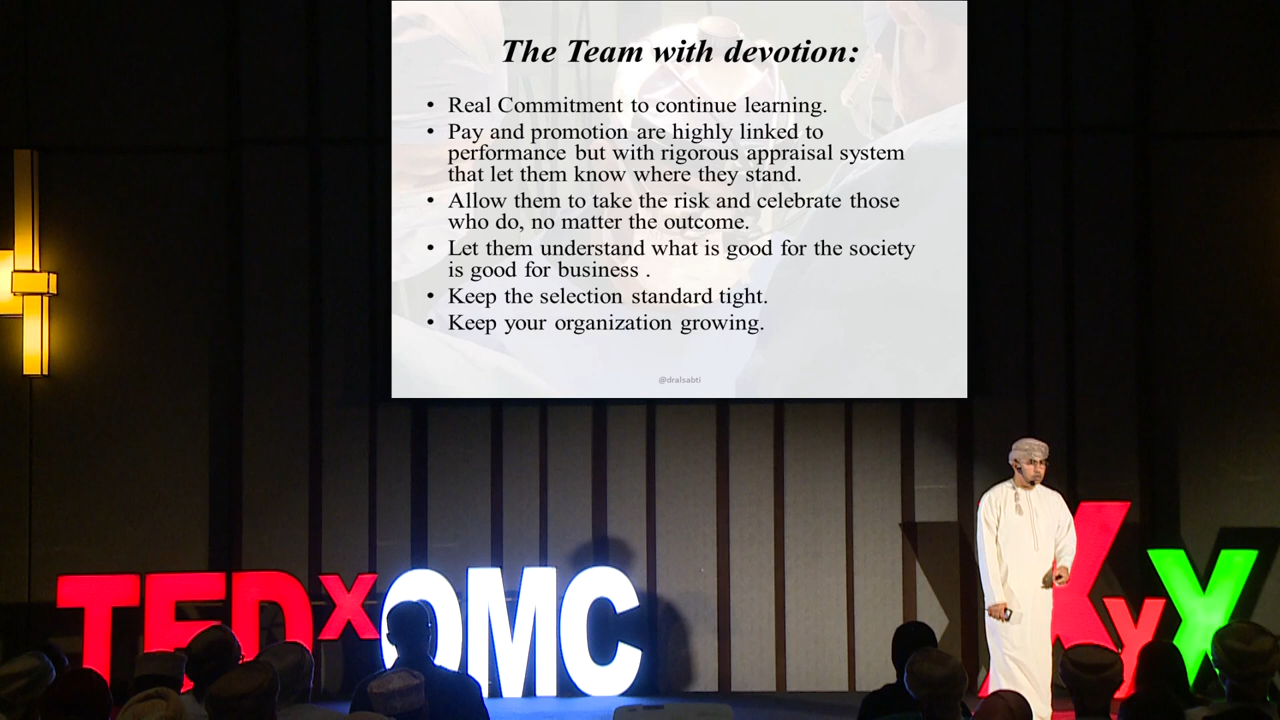 The Team with devotion:
• Real Commitment to continue learning.
• Pay and promotion are highly linked to
performance but with rigorous appraisal system
that let them know where they stand.
• Allow them to take the risk and celebrate those
who do, no matter the outcome.
• Let them understand what is good for the society
is good for business .
• Keep the selection standard tight.
• Keep your organization growing.
@dralsabti
TEDxOMC
X y Y